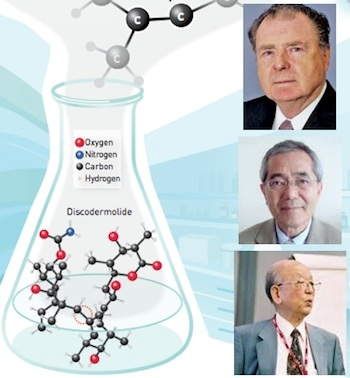 C
C
Oxygen
Nitrogen
Carbon
Hydrogen
Discodermolide